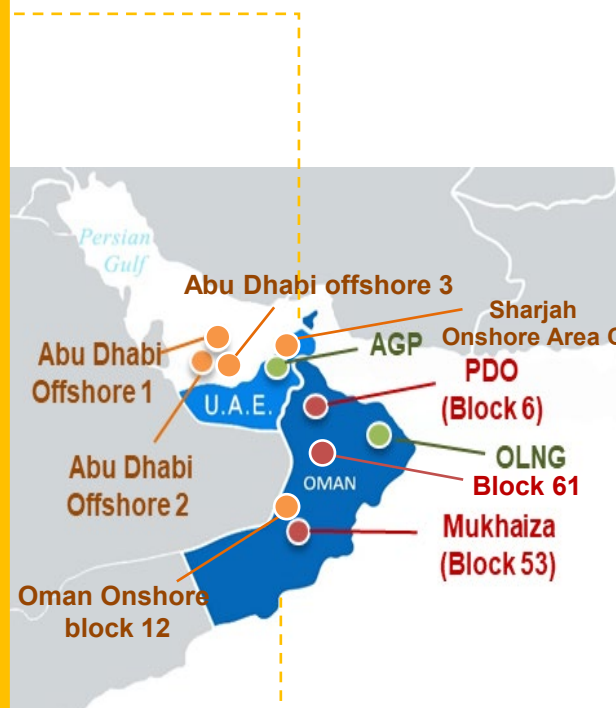 Persian
Gulf
Abu Dhabi offshore 3
Sharjah
Onshore Area C
AGP
Abu Dhabi
Offshore 1
PDO
(Block 6)
U.A.E.
Abu Dhabi
Offshore 2
OLNG
Block 61
OMAN
Mukhaiza
(Block 53)
Oman Onshore
block 12